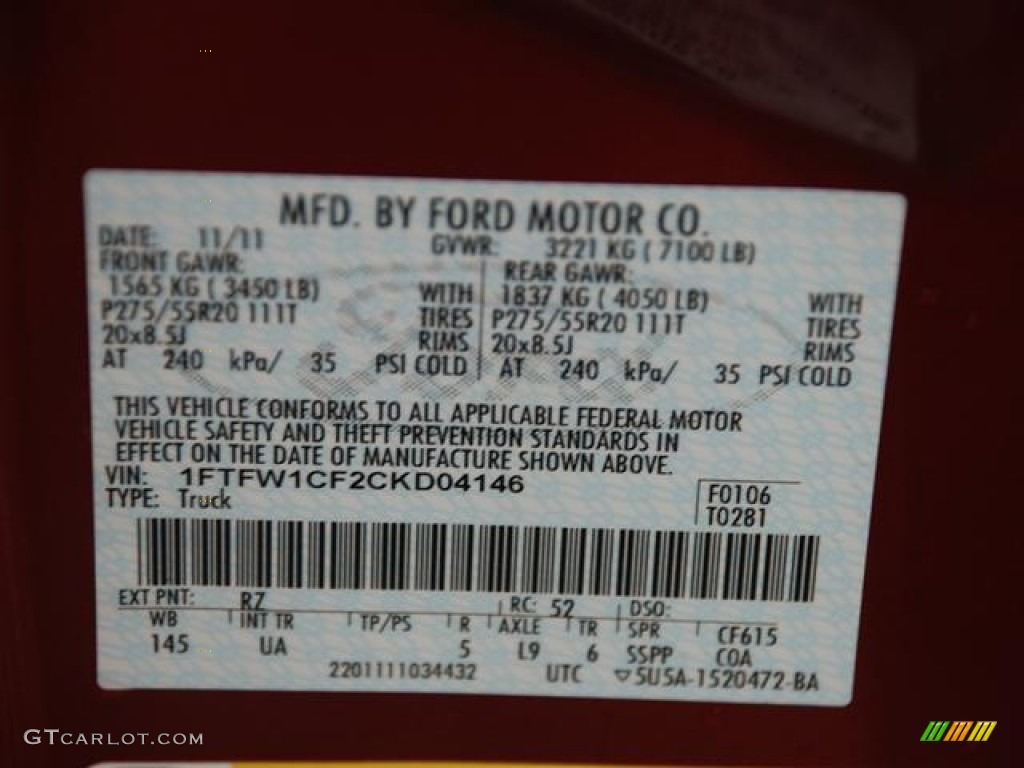 MFD. BY FORD MOTOR CO.
DATE: 11/11 GVWR: 3221 KG ( 7100 LB)
FRONT GAWR: REAR GAWR:
1565 KG ( 3450 LB) WITH 1837 KG ( 4050 LB) WITH
P275/55R20 111T TIRES P275/55R20 111T TIRES
20x8.5J RIMS 20x8.5J RIMS
AT 240 kPa/ 35 PSI COLD AT 240 kPa/ 35 PSI COLD
THIS VEHICLE CONFORMS TO ALL APPLICABLE FEDERAL MOTOR
VEHICLE SAFETY AND THEFT PREVENTION STANDARDS IN
EFFECT ON THE DATE OF MANUFACTURE SHOWN ABOVE.
VIN: 1FTFW1CF2CKD04146 F0106
TYPE: Truck T0281
EXT PNT: RZ RC: 52 DSO:
WB INT TR TP/PS R AXLE TR SPR CF615
145 UA 5 L9 6 SSPP COA
2201111034432 UTC ▽5U5A-1520472-BA
GTCARLOT.COM